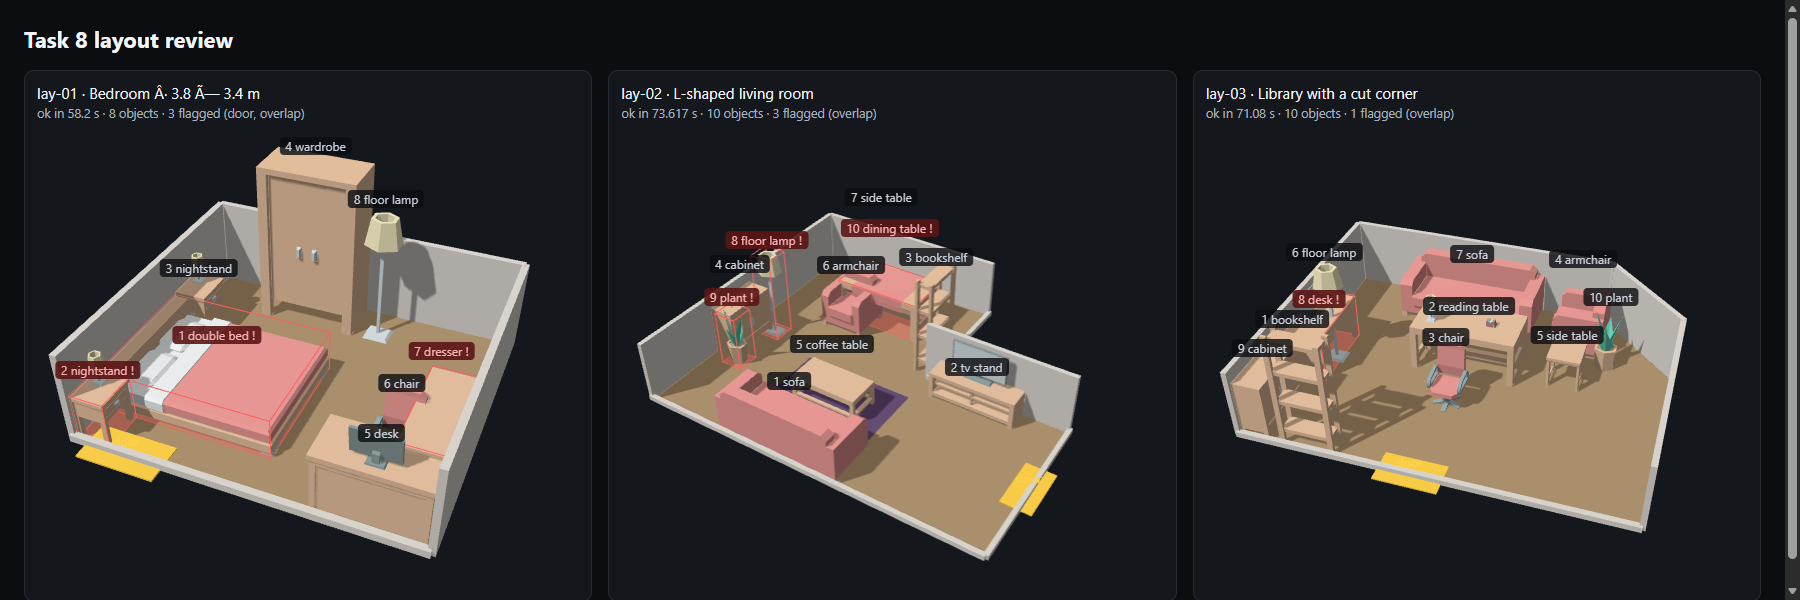 Task 8 layout review
lay-01 · Bedroom Â· 3.8 Ã— 3.4 m
ok in 58.2 s · 8 objects · 3 flagged (door, overlap)
4 wardrobe
8 floor lamp
3 nightstand
1 double bed !
7 dresser !
2 nightstand !
6 chair
5 desk
lay-02 · L-shaped living room
ok in 73.617 s · 10 objects · 3 flagged (overlap)
7 side table
10 dining table !
8 floor lamp !
3 bookshelf
4 cabinet
6 armchair
9 plant !
5 coffee table
2 tv stand
1 sofa
lay-03 · Library with a cut corner
ok in 71.08 s · 10 objects · 1 flagged (overlap)
6 floor lamp
7 sofa
4 armchair
8 desk !
10 plant
2 reading table
1 bookshelf
3 chair
5 side table
9 cabinet